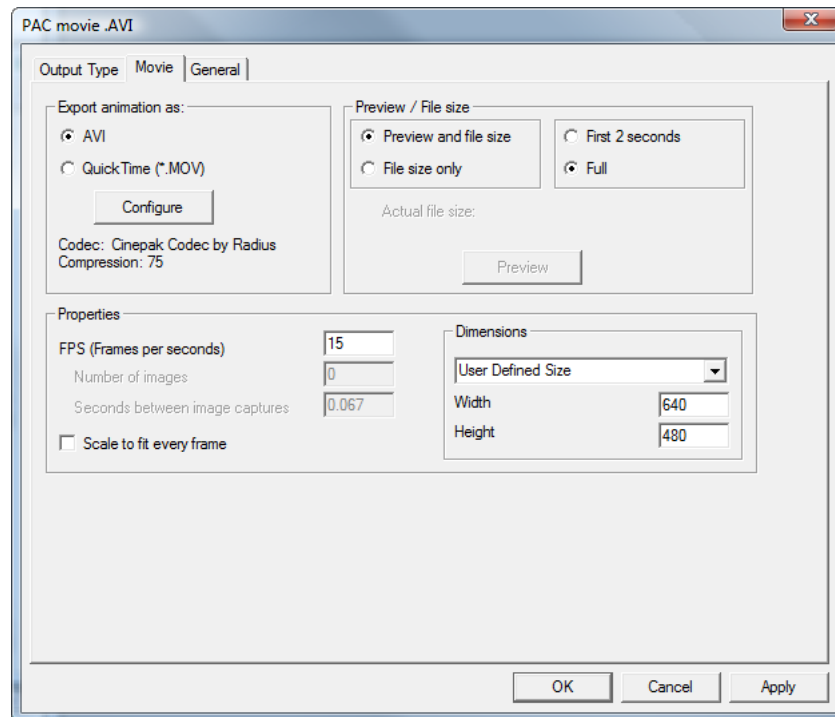 PAC movie .AVI
Output Type Movie General
Export animation as:
AVI
QuickTime (*.MOV)
Configure
Codec: Cinepak Codec by Radius
Compression: 75
Preview / File size
Preview and file size
File size only
First 2 seconds
Full
Actual file size:
Preview
Properties
FPS (Frames per seconds) 15
Number of images 0
Seconds between image captures 0.067
Scale to fit every frame
Dimensions
User Defined Size
Width 640
Height 480
OK Cancel Apply